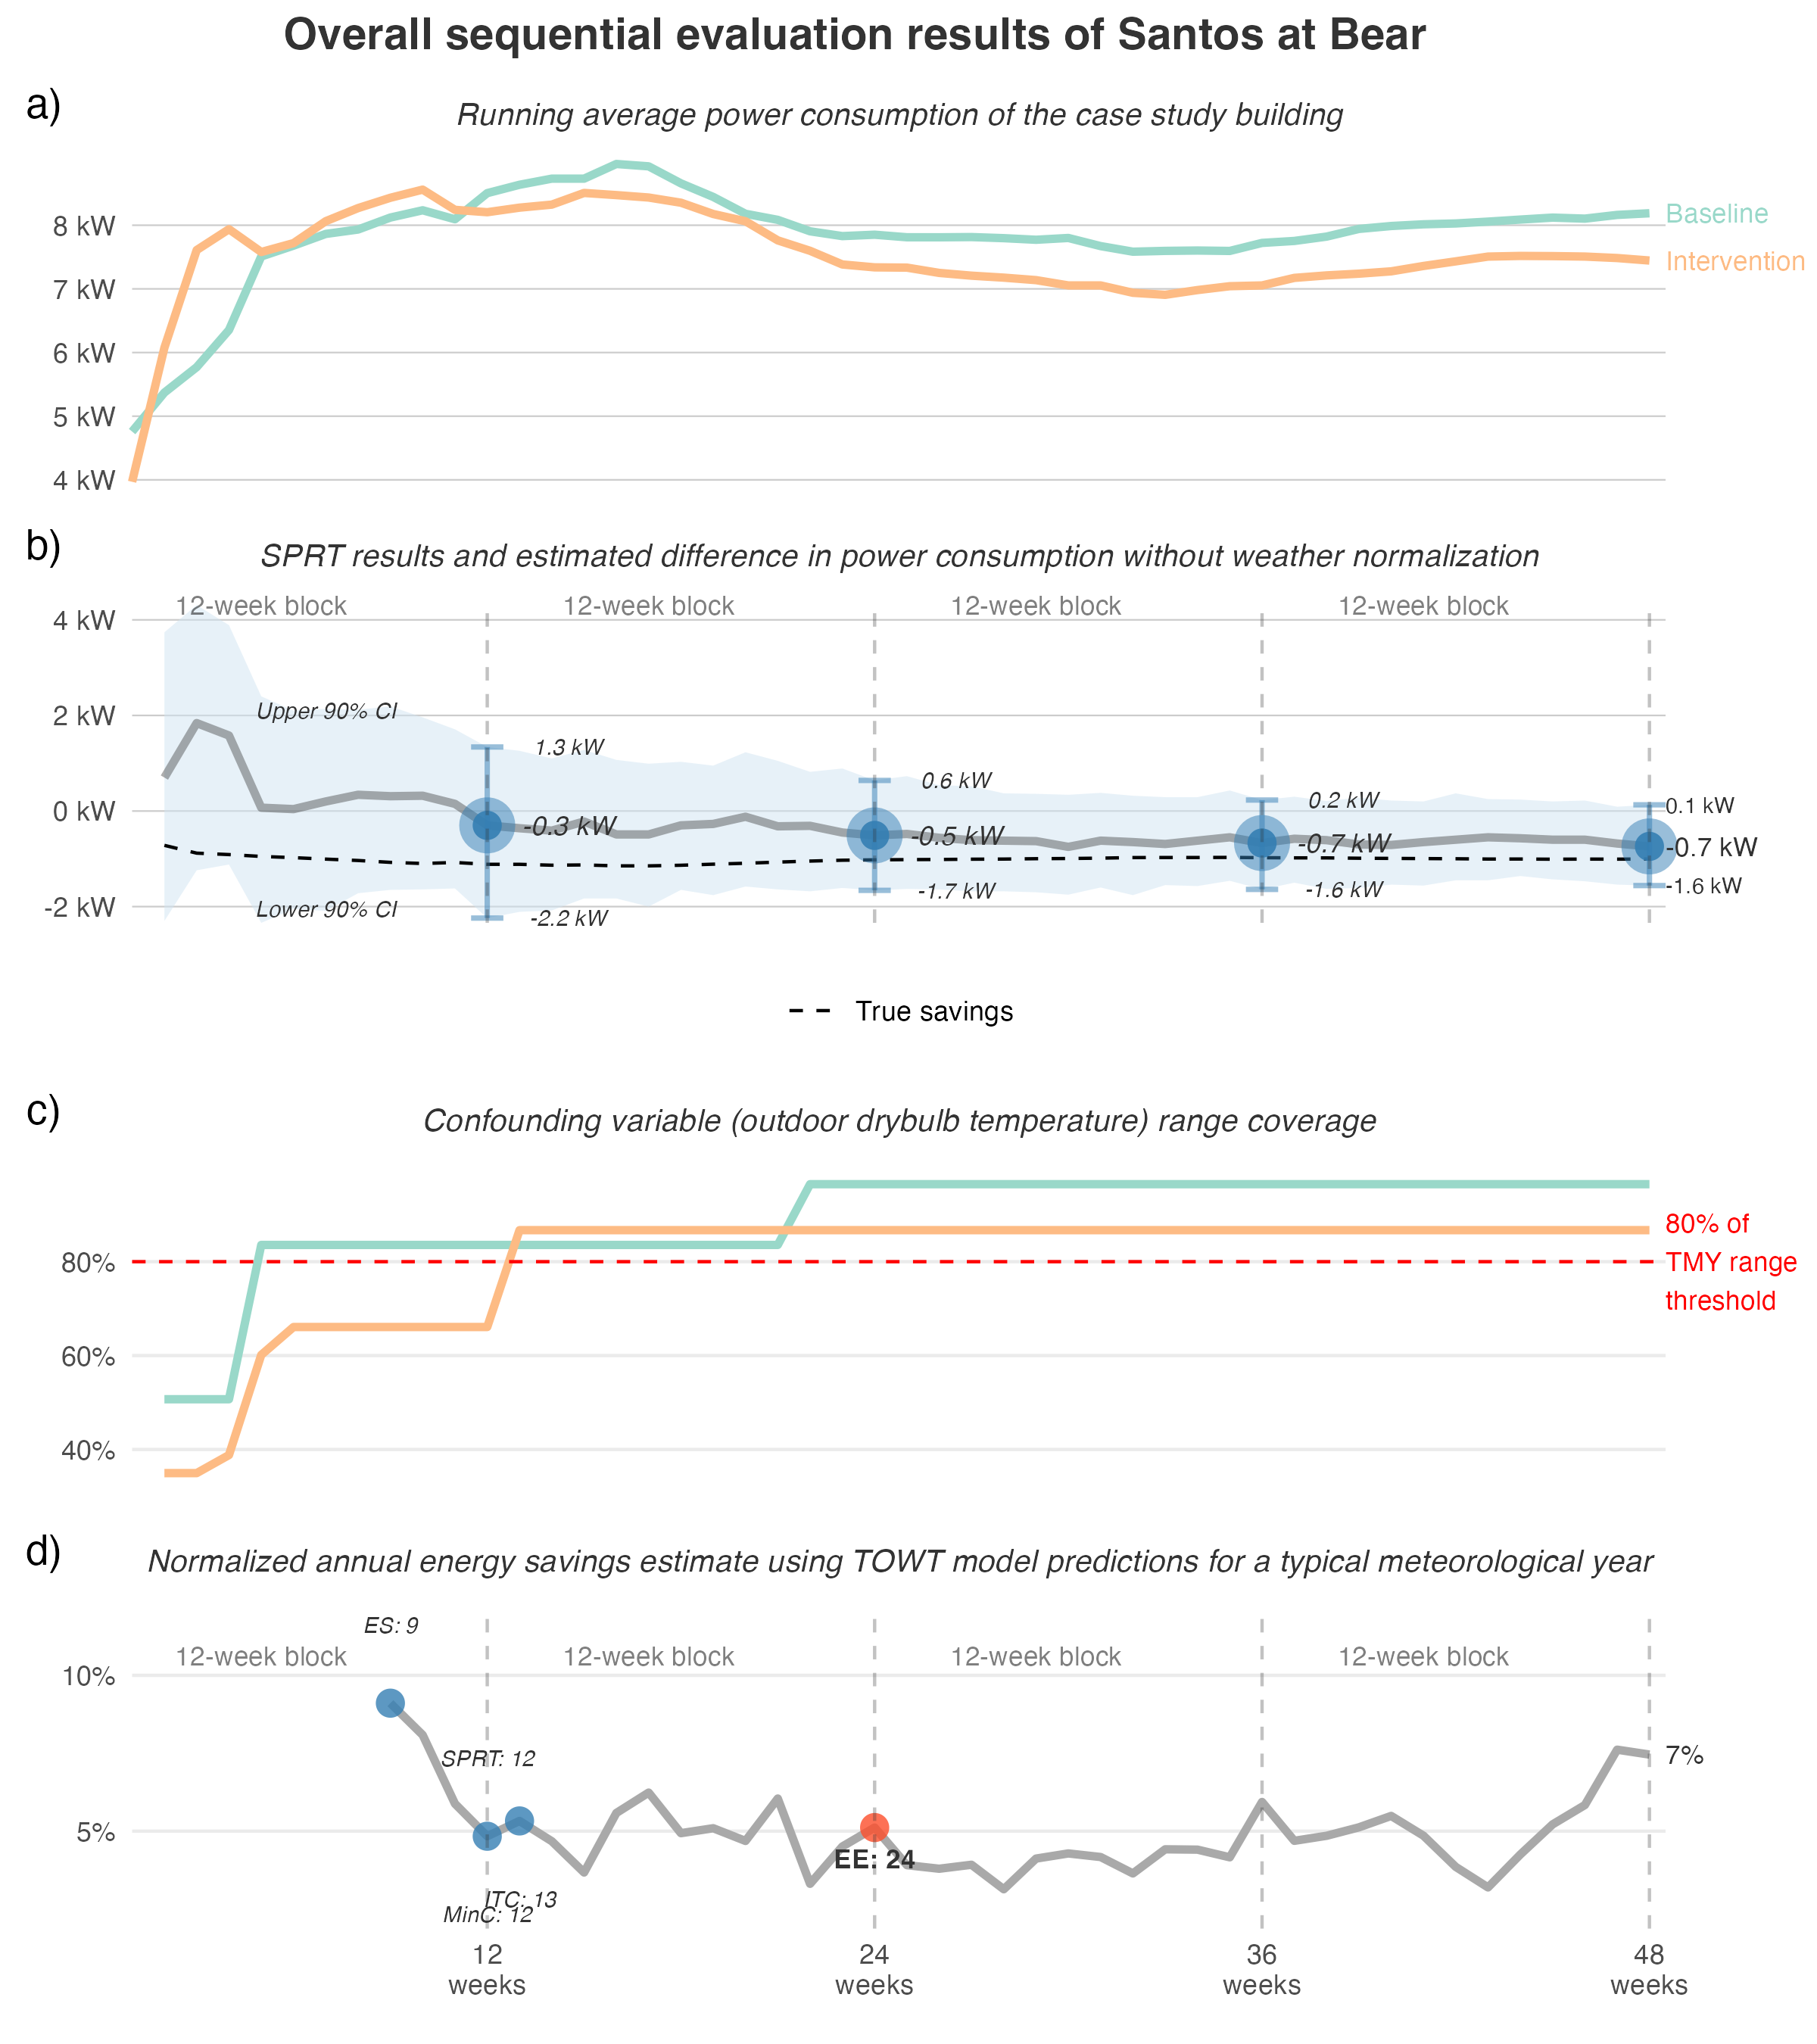 Overall sequential evaluation results of Santos at Bear
a)
Running average power consumption of the case study building
8 kW
7 kW
6 kW
5 kW
4 kW
Baseline
Intervention
b)
SPRT results and estimated difference in power consumption without weather normalization
12-week block
12-week block
12-week block
12-week block
4 kW
2 kW
0 kW
-2 kW
Upper 90% CI
Lower 90% CI
1.3 kW
-0.3 kW
-2.2 kW
0.6 kW
-0.5 kW
-1.7 kW
0.2 kW
-0.7 kW
-1.6 kW
0.1 kW
-0.7 kW
-1.6 kW
True savings
c)
Confounding variable (outdoor drybulb temperature) range coverage
80%
60%
40%
80% of
TMY range
threshold
d)
Normalized annual energy savings estimate using TOWT model predictions for a typical meteorological year
ES: 9
12-week block
12-week block
12-week block
12-week block
10%
5%
SPRT: 12
7%
EE: 24
ITC: 13
MinC: 12
12
weeks
24
weeks
36
weeks
48
weeks